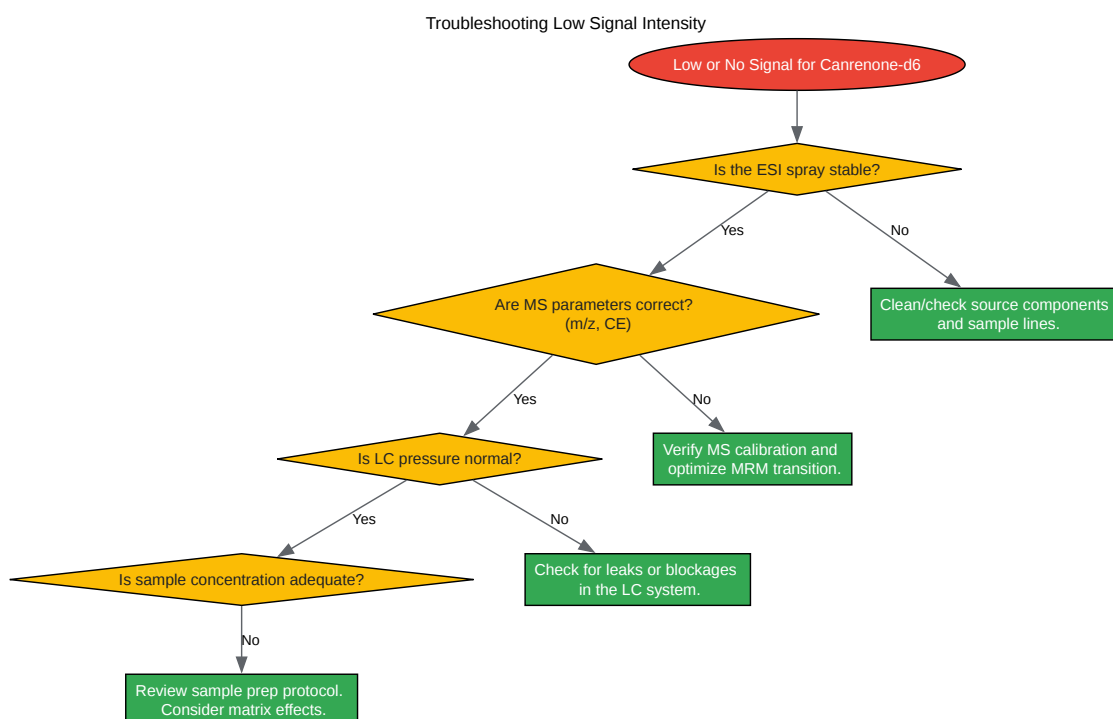 Troubleshooting Low Signal Intensity
Low or No Signal for Canrenone-d6
Is the ESI spray stable?
Yes
No
Are MS parameters correct?
(m/z, CE)
Clean/check source components
and sample lines.
Yes
No
Is LC pressure normal?
Verify MS calibration and
optimize MRM transition.
Yes
No
Is sample concentration adequate?
Check for leaks or blockages
in the LC system.
No
Review sample prep protocol.
Consider matrix effects.